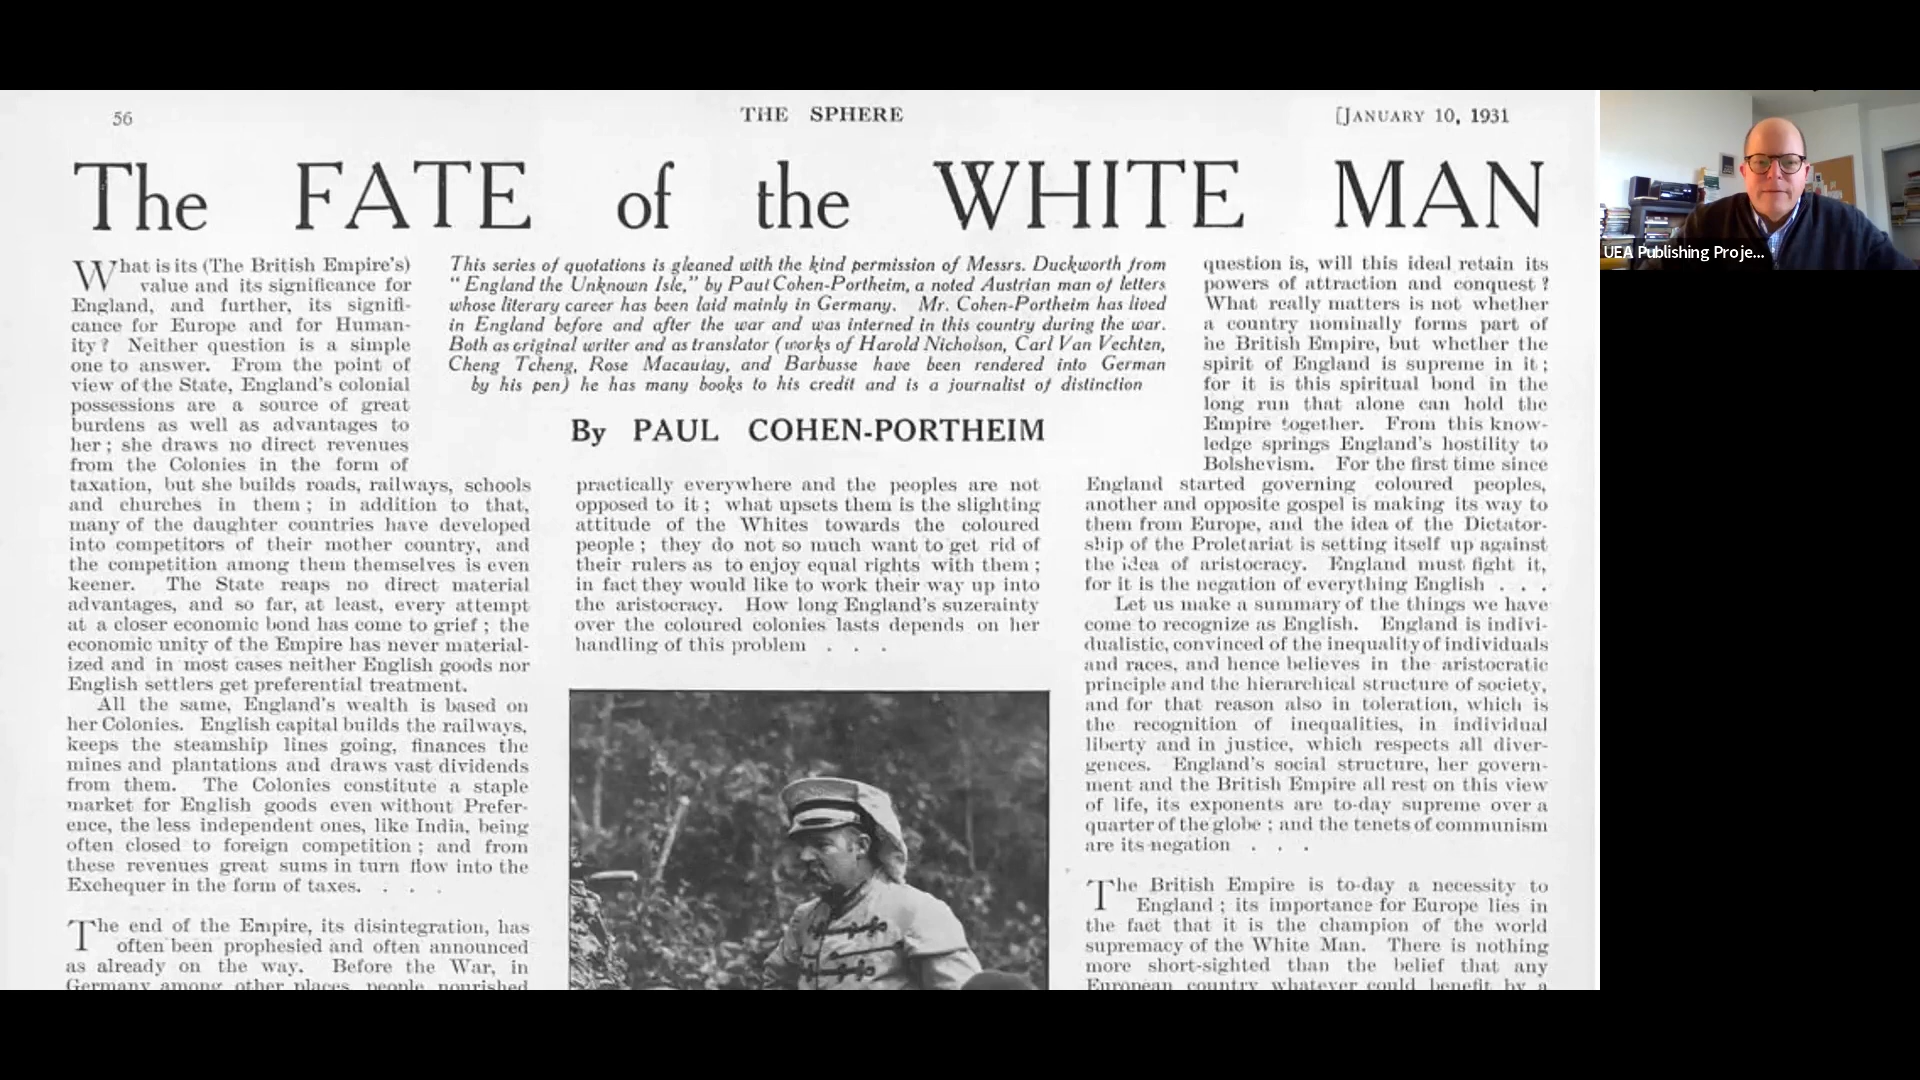 56
THE SPHERE
[JANUARY 10, 1931
The FATE of the WHITE MAN
What is its (The British Empire's)
value and its significance for
England, and further, its signifi-
cance for Europe and for Human-
ity? Neither question is a simple
one to answer. From the point of
view of the State, England's colonial
possessions are a source of great
burdens as well as advantages to
her; she draws no direct revenues
from the Colonies in the form of
taxation, but she builds roads, railways, schools
and churches in them; in addition to that,
many of the daughter countries have developed
into competitors of their mother country, and
the competition among them themselves is even
keener. The State reaps no direct material
advantages, and so far, at least, every attempt
at a closer economic bond has come to grief; the
economic unity of the Empire has never material-
ized and in most cases neither English goods nor
English settlers get preferential treatment.
All the same, England's wealth is based on
her Colonies. English capital builds the railways,
keeps the steamship lines going, finances the
mines and plantations and draws vast dividends
from them. The Colonies constitute a staple
market for English goods even without Prefer-
ence, the less independent ones, like India, being
often closed to foreign competition; and from
these revenues great sums in turn flow into the
Exchequer in the form of taxes. . . .
The end of the Empire, its disintegration, has
often been prophesied and often announced
as already on the way. Before the War, in
Germany among other places, people nourished
This series of quotations is gleaned with the kind permission of Messrs. Duckworth from
"England the Unknown Isle," by Paul Cohen-Portheim, a noted Austrian man of letters
whose literary career has been laid mainly in Germany. Mr. Cohen-Portheim has lived
in England before and after the war and was interned in this country during the war.
Both as original writer and as translator (works of Harold Nicholson, Carl Van Vechten,
Cheng Tcheng, Rose Macaulay, and Barbusse have been rendered into German
by his pen) he has many books to his credit and is a journalist of distinction
By PAUL COHEN-PORTHEIM
practically everywhere and the peoples are not
opposed to it; what upsets them is the slighting
attitude of the Whites towards the coloured
people; they do not so much want to get rid of
their rulers as to enjoy equal rights with them;
in fact they would like to work their way up into
the aristocracy. How long England's suzerainty
over the coloured colonies lasts depends on her
handling of this problem . . .
question is, will this ideal retain its
powers of attraction and conquest?
What really matters is not whether
a country nominally forms part of
he British Empire, but whether the
spirit of England is supreme in it;
for it is this spiritual bond in the
long run that alone can hold the
Empire together. From this know-
ledge springs England's hostility to
Bolshevism. For the first time since
England started governing coloured peoples,
another and opposite gospel is making its way to
them from Europe, and the idea of the Dictator-
ship of the Proletariat is setting itself up against
the idea of aristocracy. England must fight it,
for it is the negation of everything English . . .
Let us make a summary of the things we have
come to recognize as English. England is indivi-
dualistic, convinced of the inequality of individuals
and races, and hence believes in the aristocratic
principle and the hierarchical structure of society,
and for that reason also in toleration, which is
the recognition of inequalities, in individual
liberty and in justice, which respects all diver-
gences. England's social structure, her govern-
ment and the British Empire all rest on this view
of life, its exponents are to-day supreme over a
quarter of the globe; and the tenets of communism
are its negation . . .
The British Empire is to-day a necessity to
England; its importance for Europe lies in
the fact that it is the champion of the world
supremacy of the White Man. There is nothing
more short-sighted than the belief that any
European country whatever could benefit by a
UEA Publishing Proje...